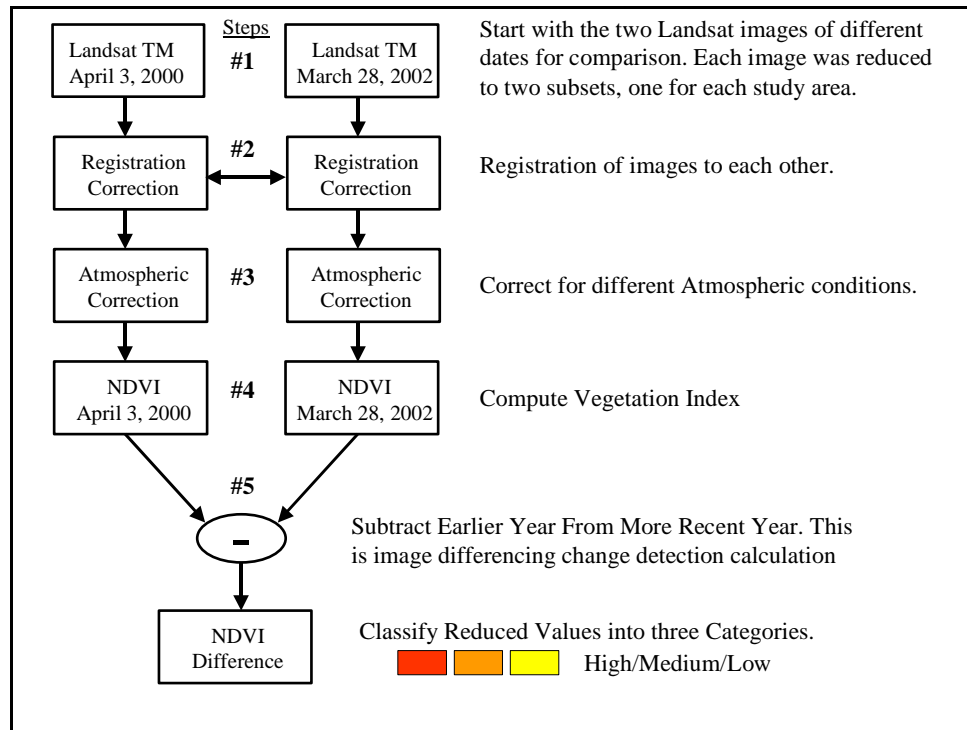 Steps
Landsat TM
April 3, 2000
#1
Landsat TM
March 28, 2002
Start with the two Landsat images of different
dates for comparison. Each image was reduced
to two subsets, one for each study area.
Registration
Correction
#2
Registration
Correction
Registration of images to each other.
Atmospheric
Correction
#3
Atmospheric
Correction
Correct for different Atmospheric conditions.
NDVI
April 3, 2000
#4
NDVI
March 28, 2002
Compute Vegetation Index
#5
-
Subtract Earlier Year From More Recent Year. This
is image differencing change detection calculation
NDVI
Difference
Classify Reduced Values into three Categories.
High/Medium/Low